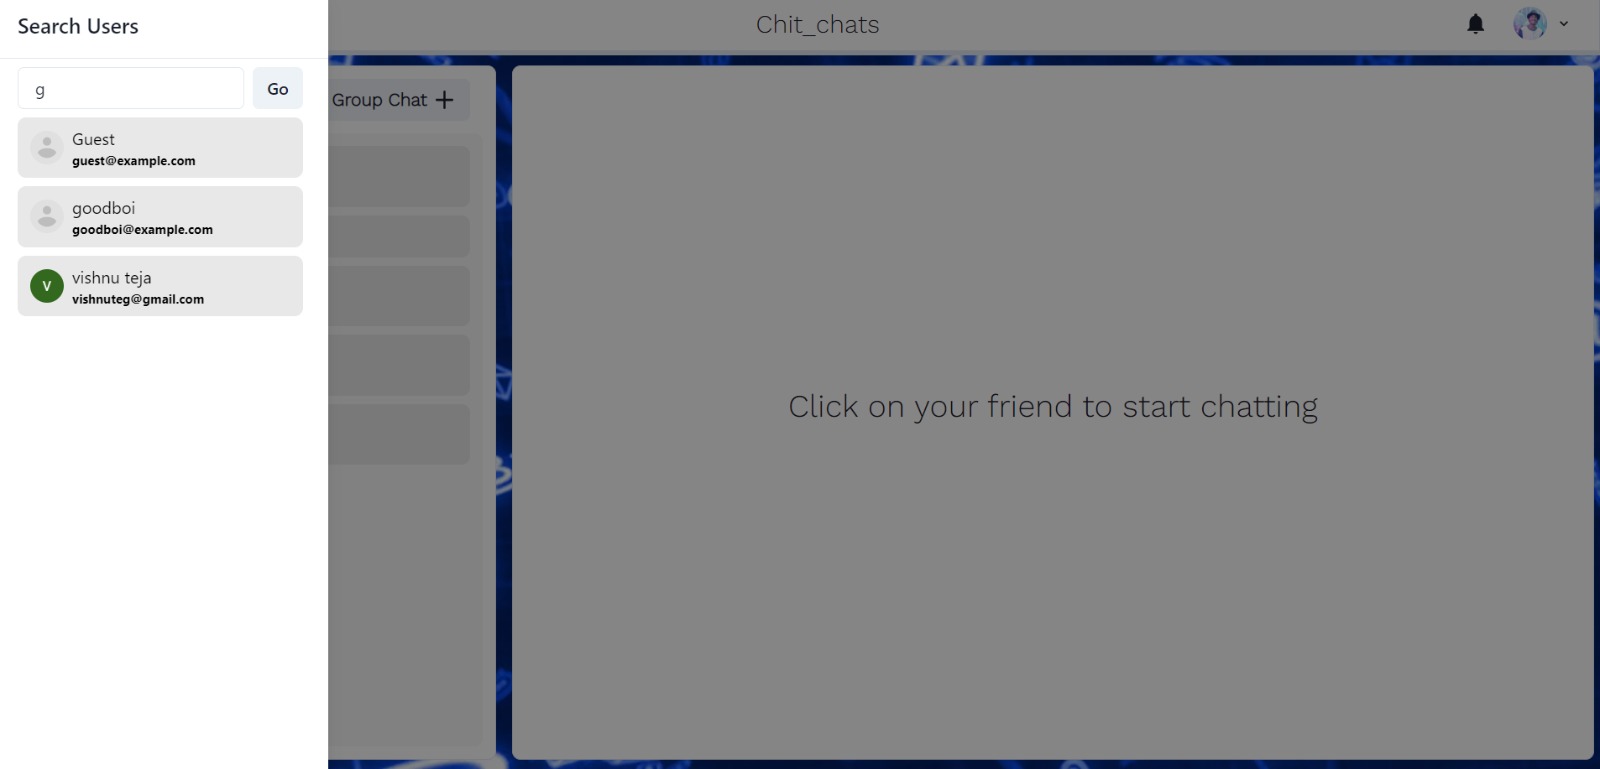 Search Users
g
Go
Guest
guest@example.com
goodboi
goodboi@example.com
V
vishnu teja
vishnuteg@gmail.com
Chit_chats
Group Chat +
Click on your friend to start chatting